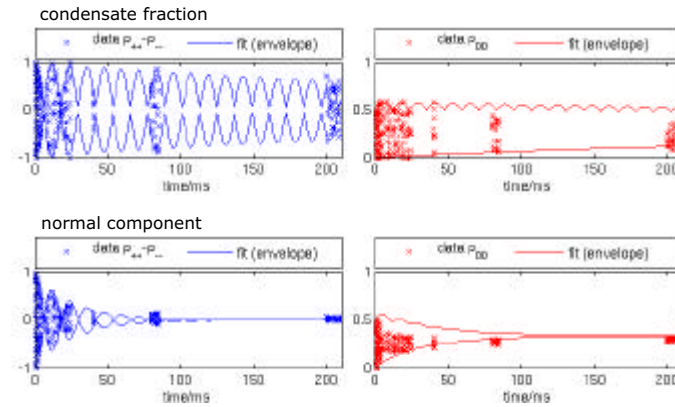 condensate fraction
data p++-p-- fit (envelope)
data p00 fit (envelope)
1
0
-1
0 50 100 150 200
time/ms
1
0.5
0
0 50 100 150 200
time/ms
normal component
data p++-p-- fit (envelope)
data p00 fit (envelope)
1
0
-1
0 50 100 150 200
time/ms
1
0.5
0
0 50 100 150 200
time/ms